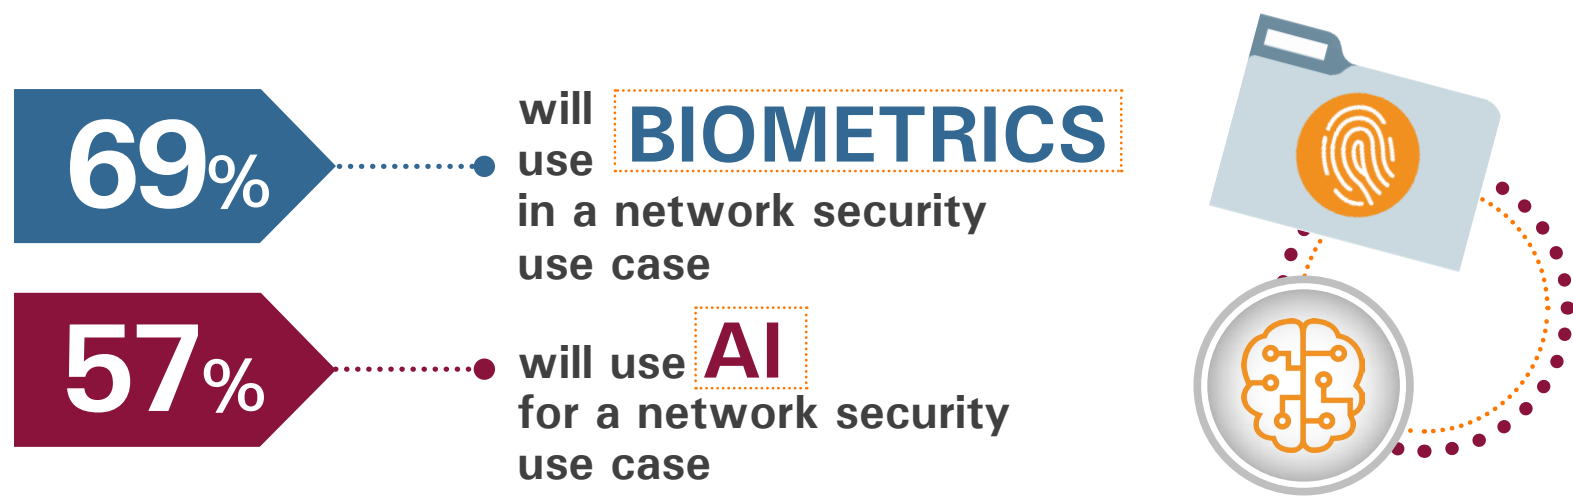 69%
will
use BIOMETRICS
in a network security
use case
57%
will use AI
for a network security
use case